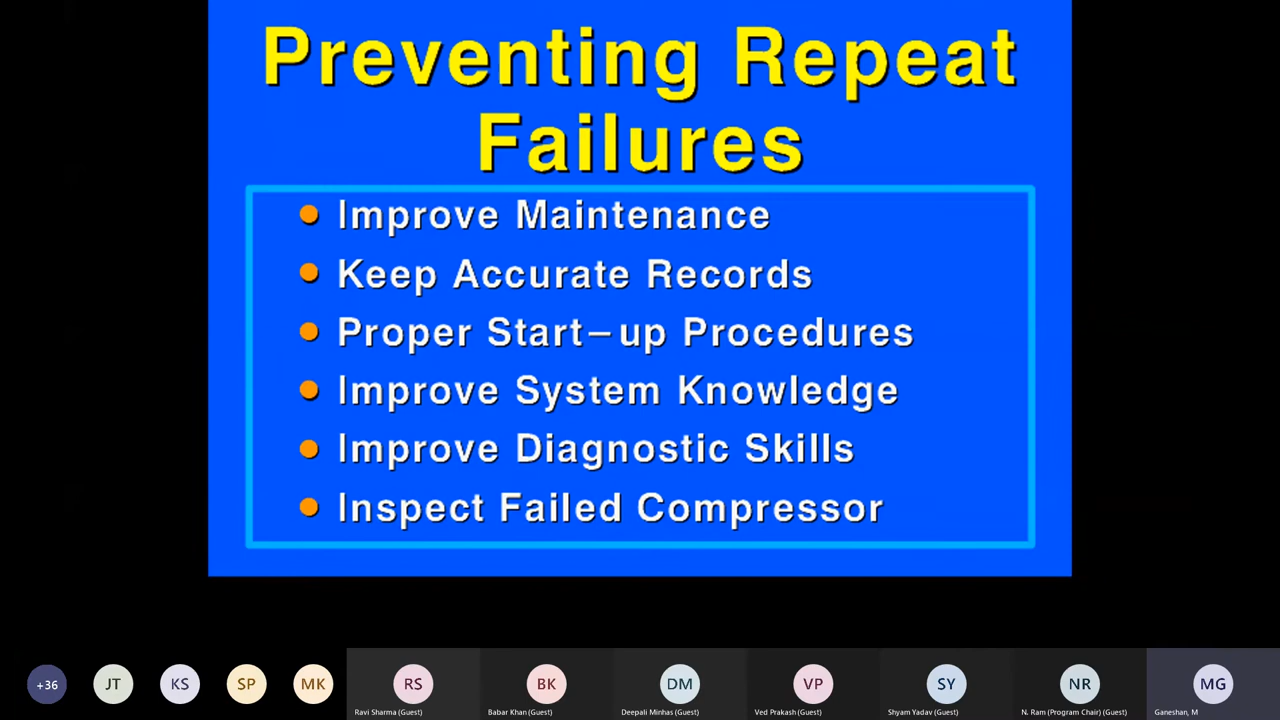 Preventing Repeat
Failures
Improve Maintenance
Keep Accurate Records
Proper Start–up Procedures
Improve System Knowledge
Improve Diagnostic Skills
Inspect Failed Compressor
+36 JT KS SP MK RS BK DM VP SY NR MG
Ravi Sharma (Guest) Babar Khan (Guest) Deepali Minhas (Guest) Ved Prakash (Guest) Shyam Yadav (Guest) N. Ram (Program Chair) (Guest) Ganeshan, M